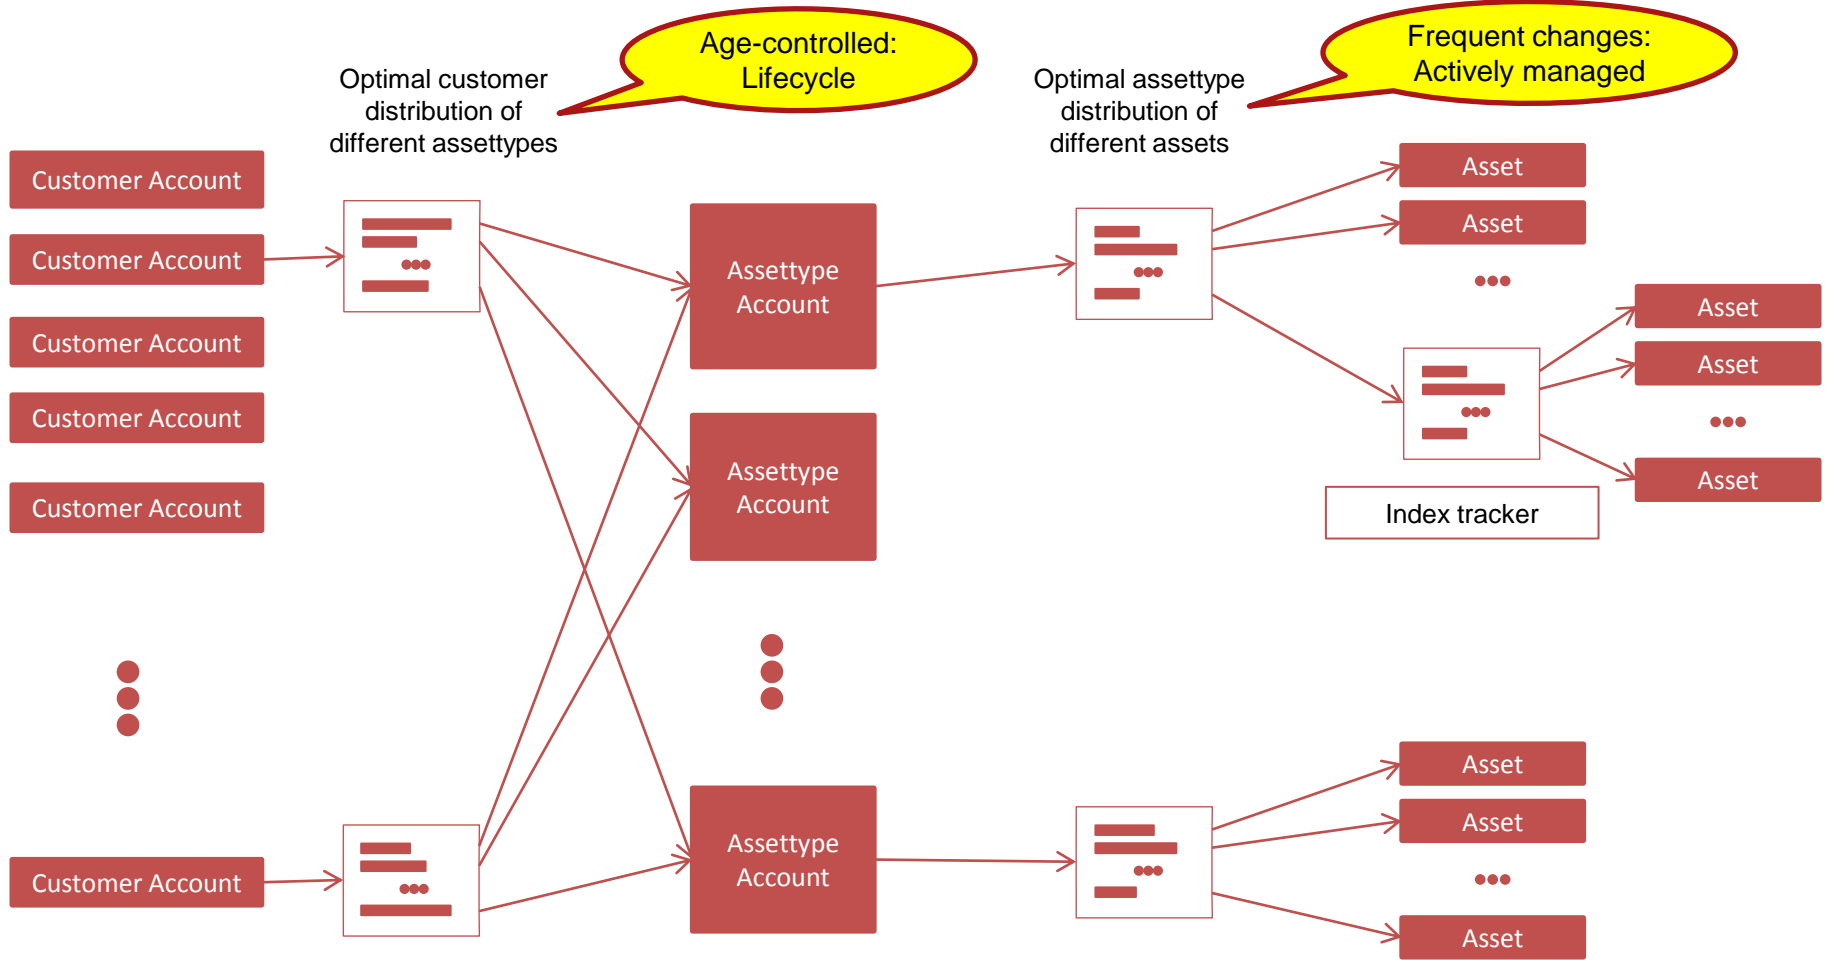 Age-controlled:
Lifecycle
Frequent changes:
Actively managed
Optimal customer
distribution of
different assettypes
Optimal assettype
distribution of
different assets
Customer Account
Customer Account
Customer Account
Customer Account
Customer Account
Customer Account
Assettype
Account
Assettype
Account
Assettype
Account
Asset
Asset
Asset
Asset
Asset
Index tracker
Asset
Asset
Asset